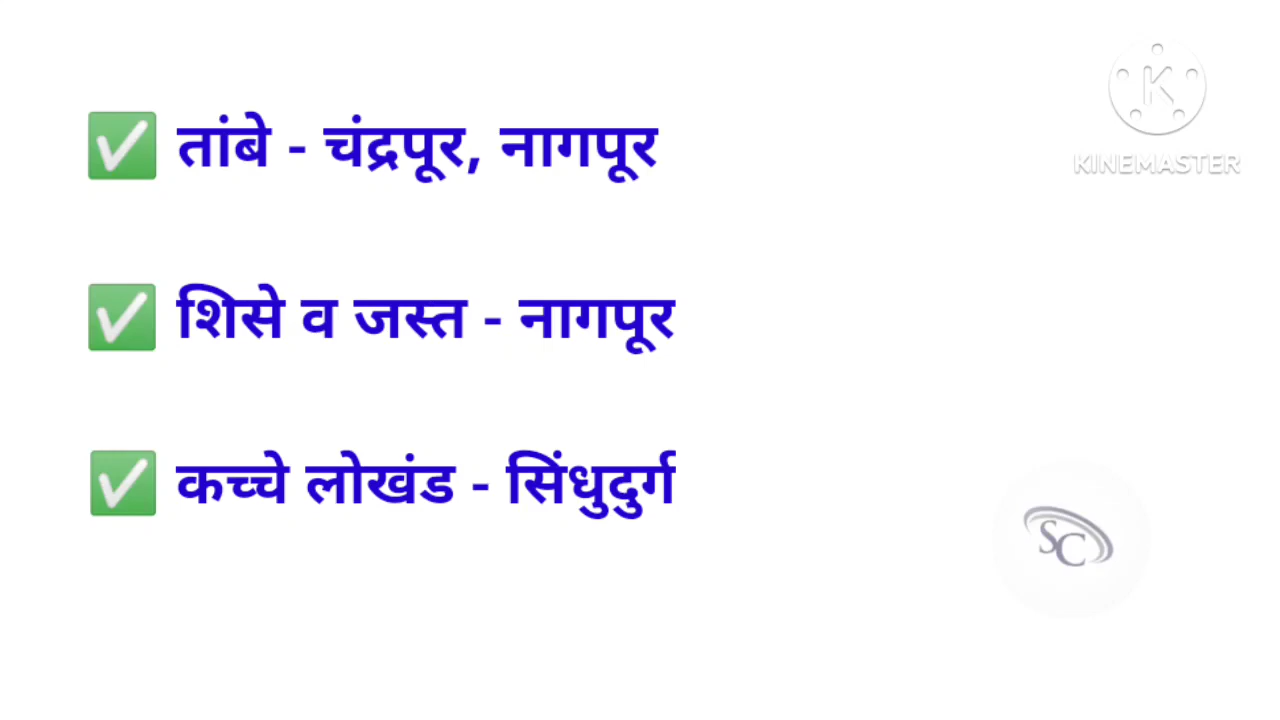 ✅ तांबे - चंद्रपूर, नागपूर
K
KINEMASTER
✅ शिसे व जस्त - नागपूर
✅ कच्चे लोखंड - सिंधुदुर्ग
SC